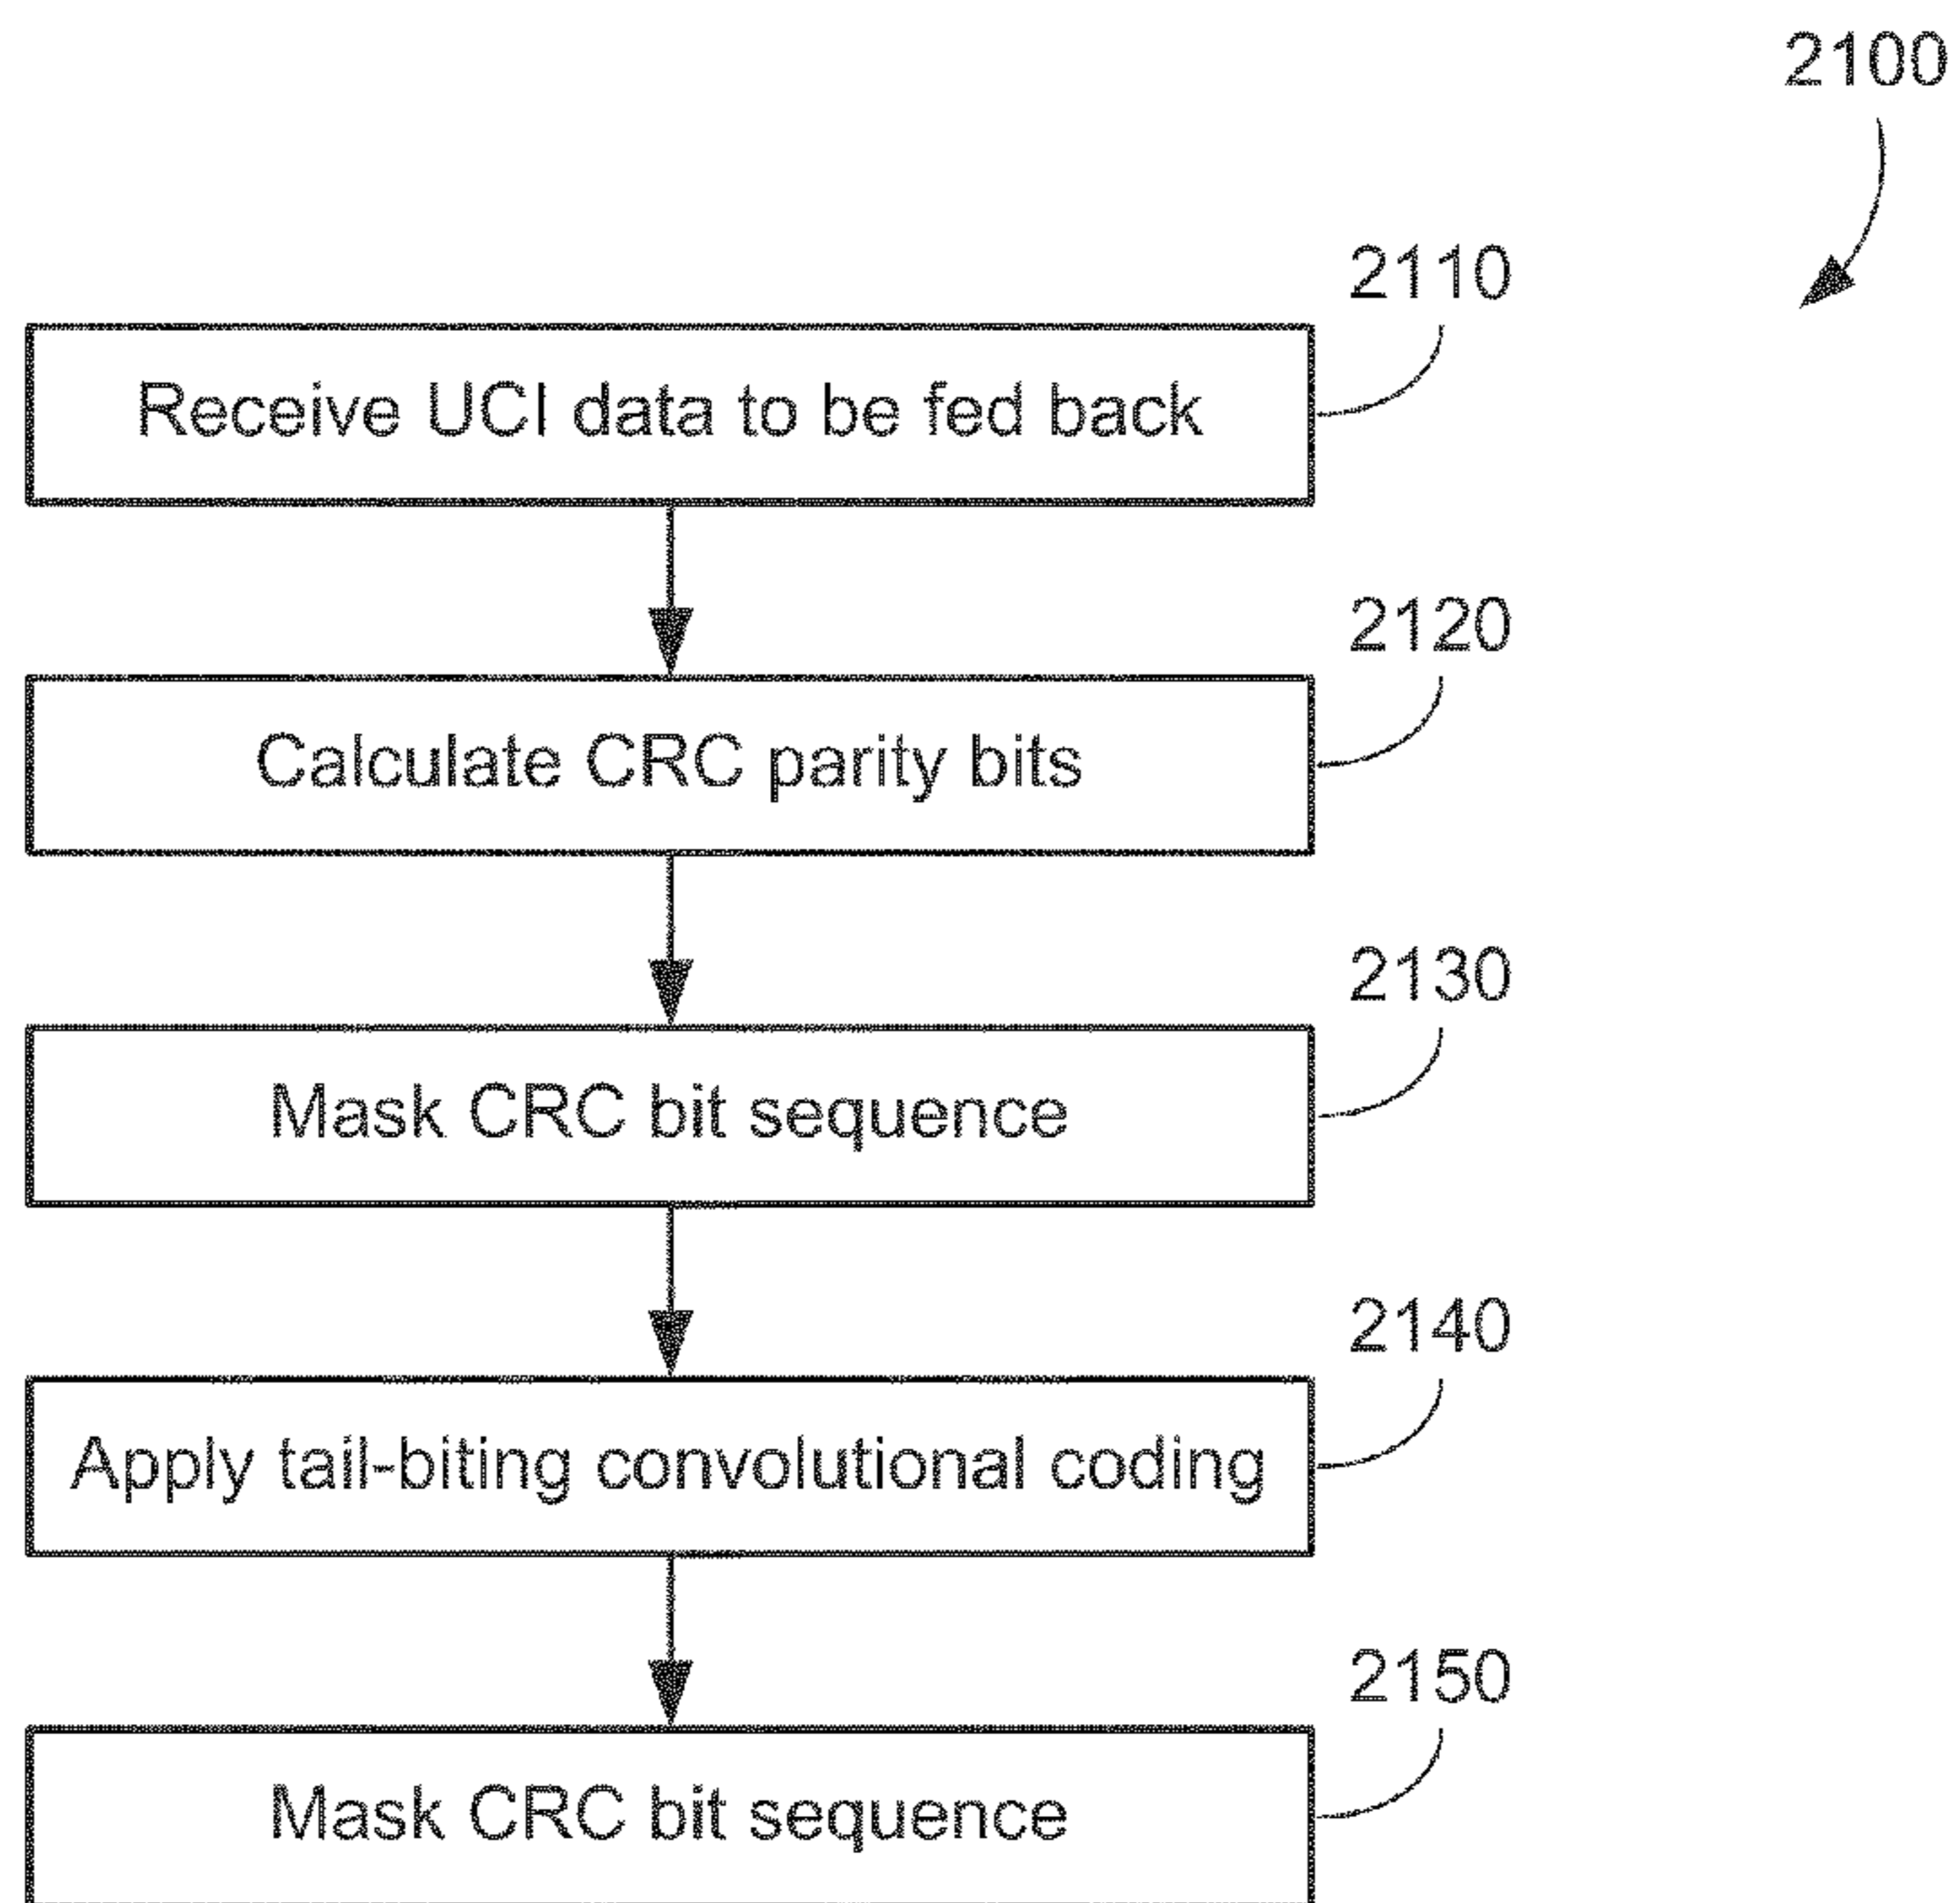 2100
2110
Receive UCI data to be fed back
2120
Calculate CRC parity bits
2130
Mask CRC bit sequence
2140
Apply tail-biting convolutional coding
2150
Mask CRC bit sequence